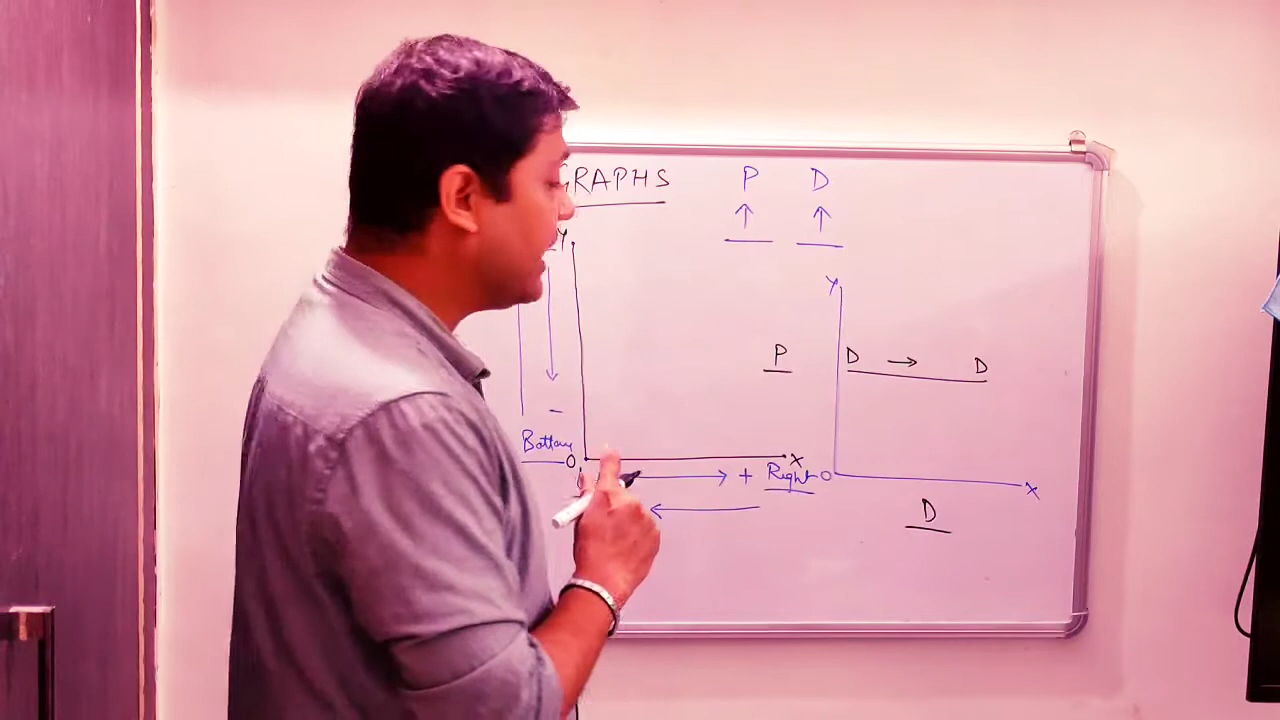 GRAPHS P D
Y
Y
P D → D
−
Bottom
O X
+ Right O X
D